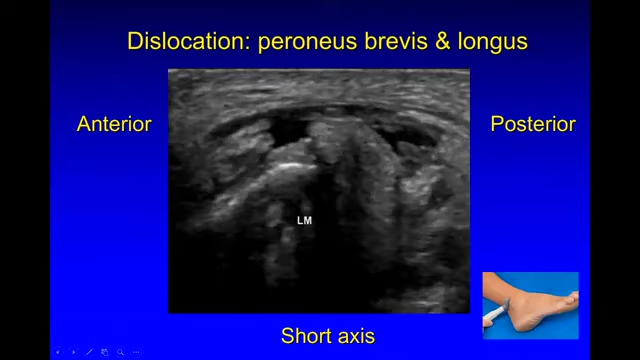 Dislocation: peroneus brevis & longus
Anterior
Posterior
LM
Short axis